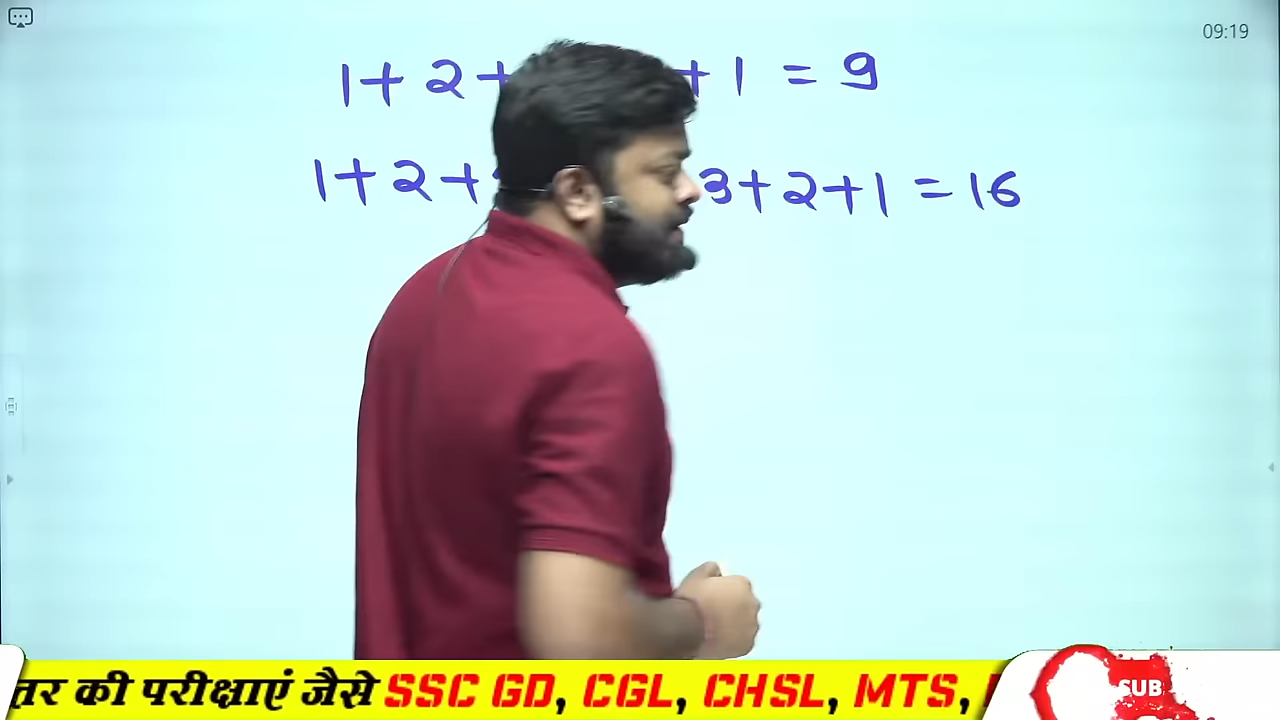 09:19
1+2+ +1=9
1+2+ 3+2+1=16
की परीक्षाएं जैसे SSC GD, CGL, CHSL, MTS,
SUB